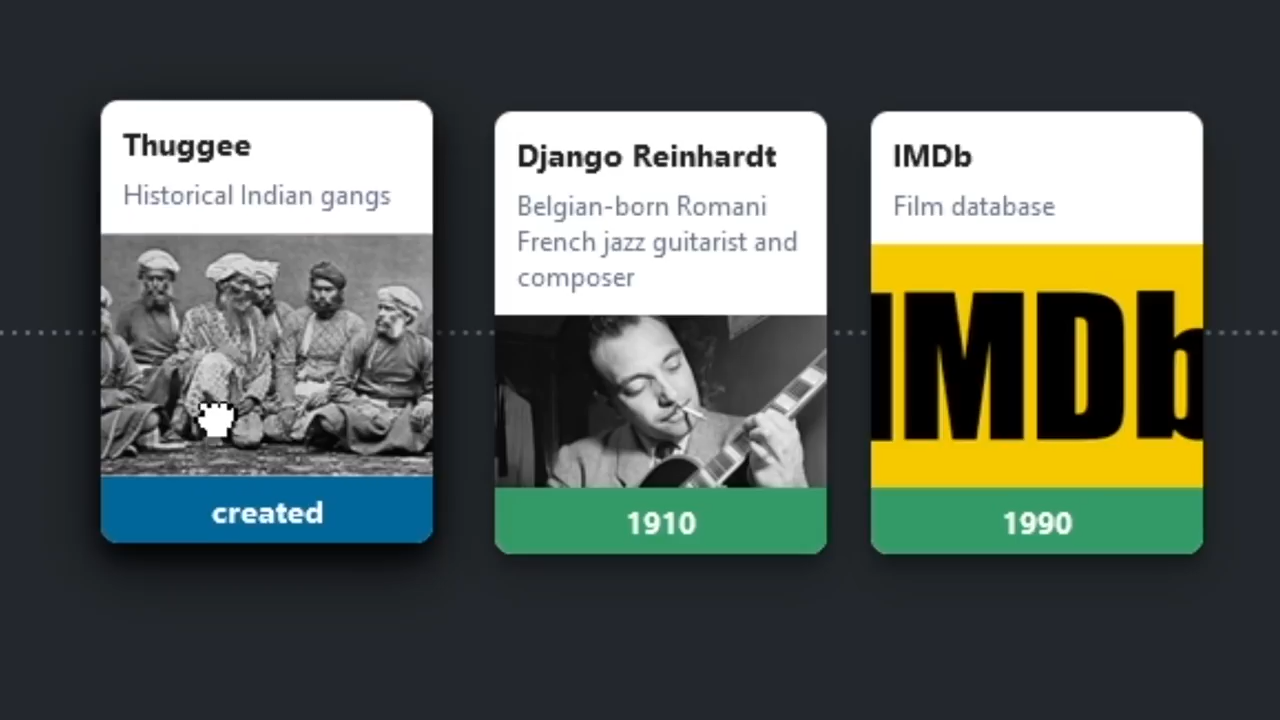 Thuggee
Historical Indian gangs
created
Django Reinhardt
Belgian-born Romani
French jazz guitarist and
composer
1910
IMDb
Film database
IMDb
1990